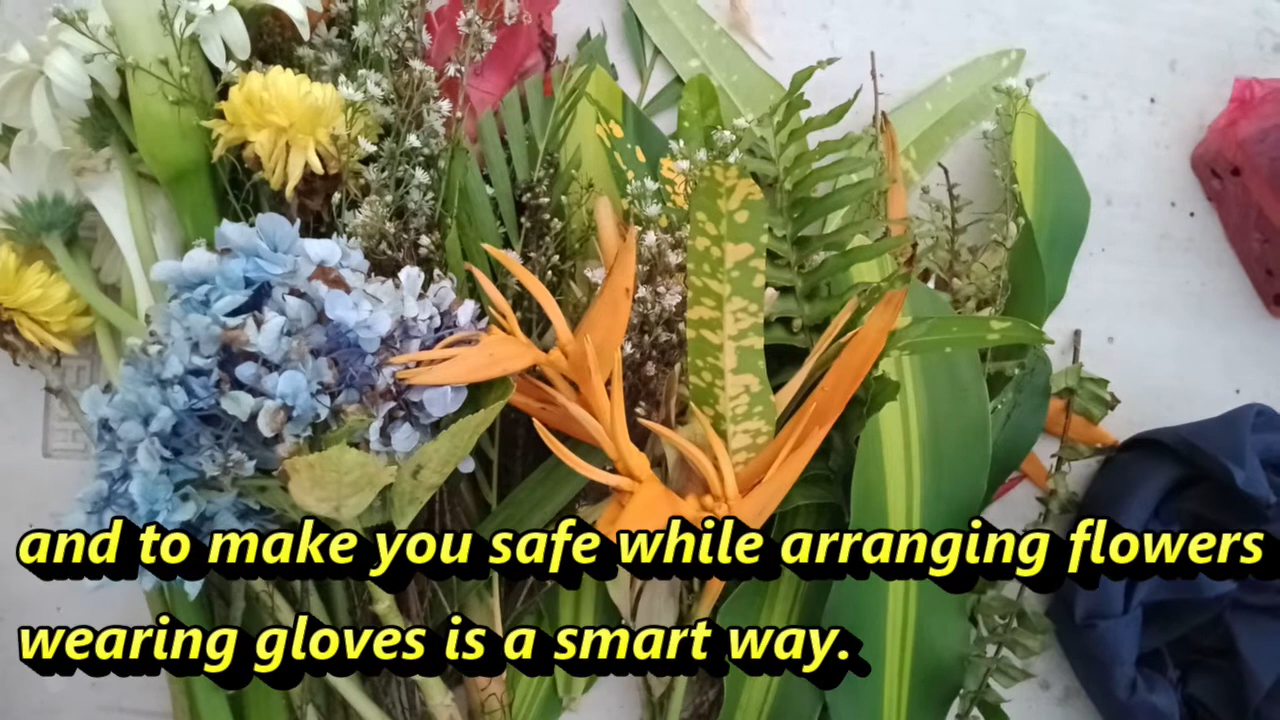 and to make you safe while arranging flowers
wearing gloves is a smart way.